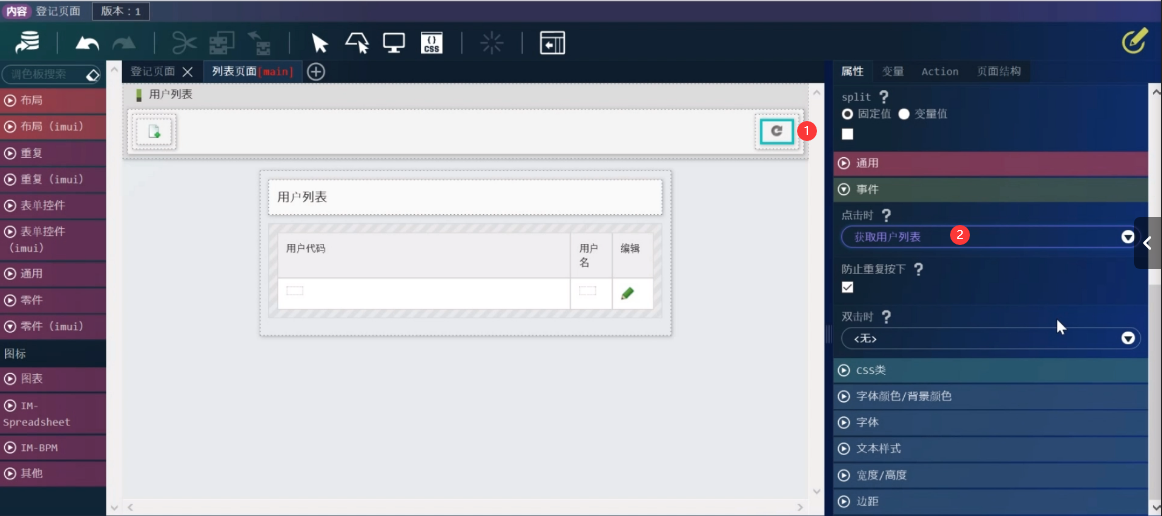 内容 登记页面 版本：1
css
调色板搜索
布局
布局（imui）
重复
重复（imui）
表单控件
表单控件
（imui）
通用
零件
零件（imui）
图标
图表
IM-
Spreadsheet
IM-BPM
其他
登记页面 列表页面[main]
用户列表
1
用户列表
用户代码 用户名 编辑
属性 变量 Action 页面结构
split ?
固定值 变量值
通用
事件
点击时 ?
获取用户列表 2
防止重复按下 ?
双击时 ?
<无>
CSS类
字体颜色/背景颜色
字体
文本样式
宽度/高度
边距